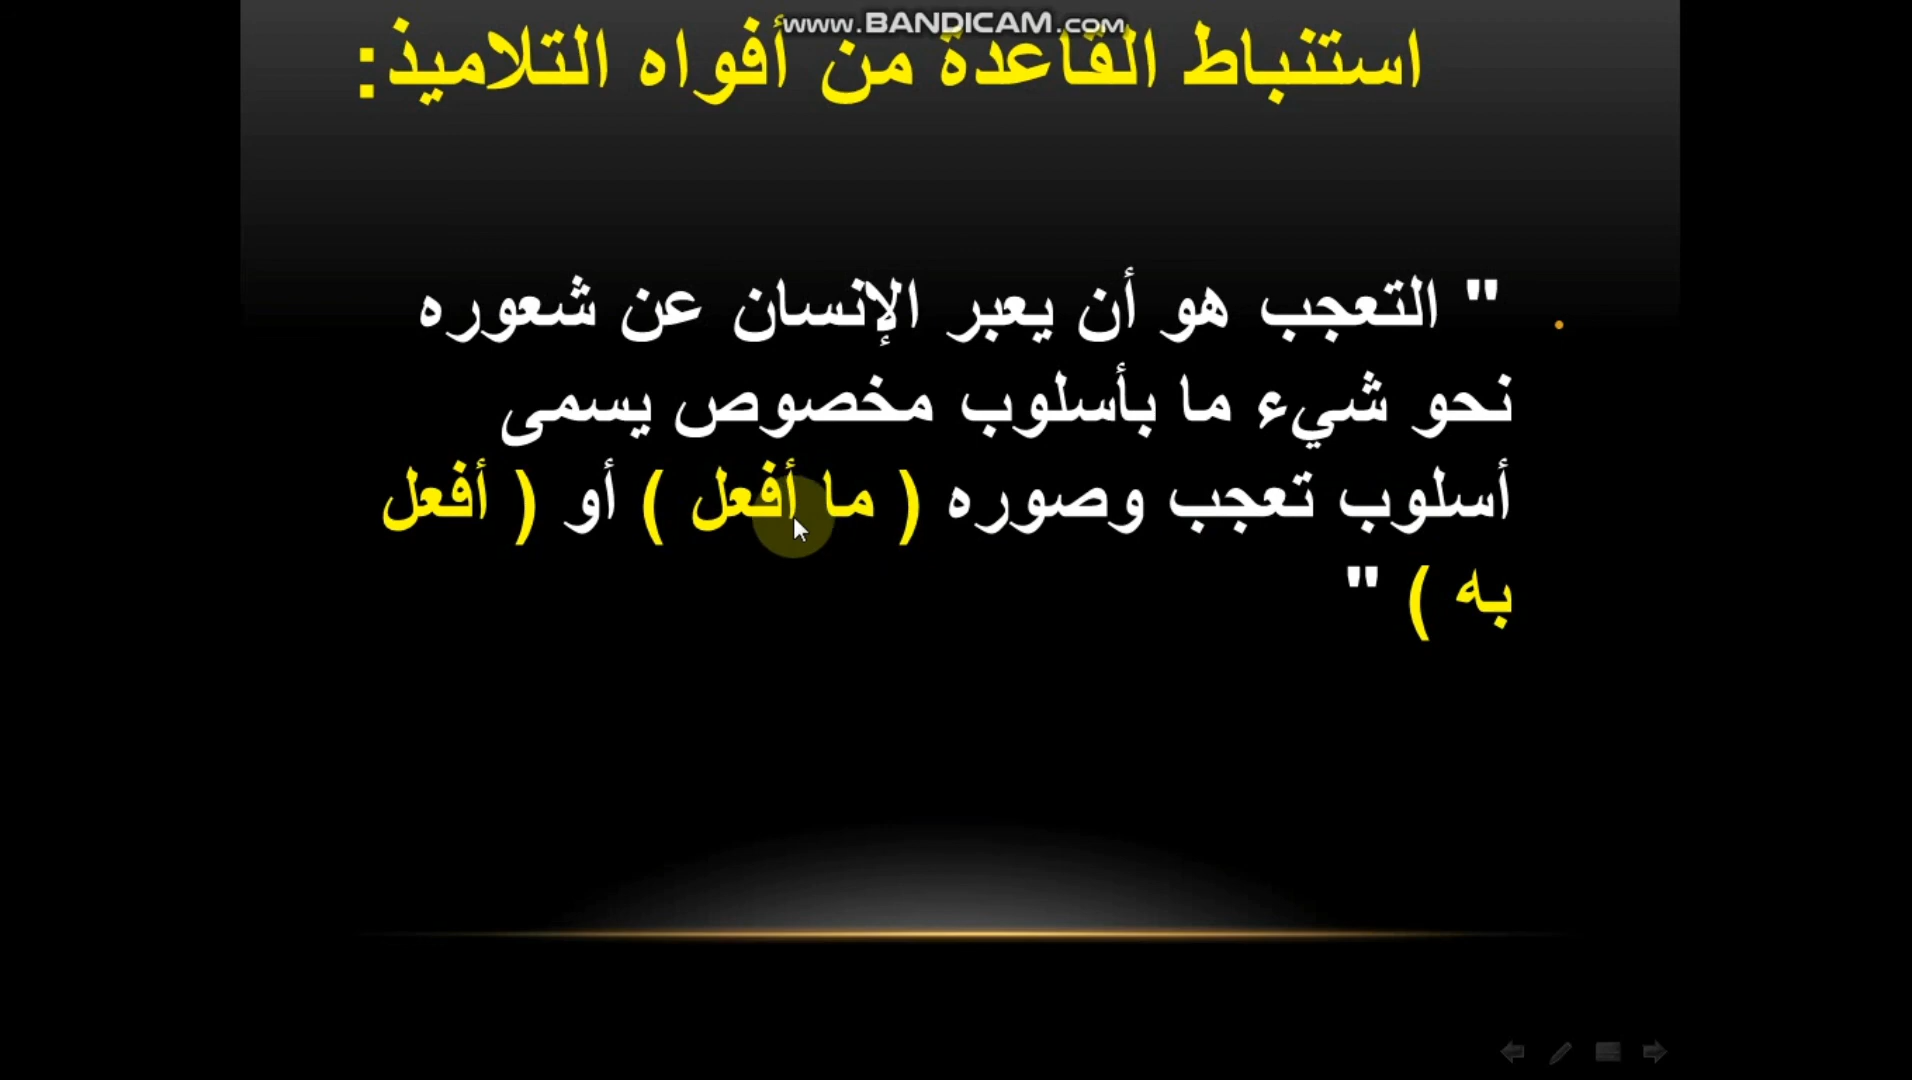 www.BANDICAM.com
استنباط القاعدة من أفواه التلاميذ:
" التعجب هو أن يعبر الإنسان عن شعوره
نحو شيء ما بأسلوب مخصوص يسمى
أسلوب تعجب وصوره ( ما أفعل ) أو ( أفعل
به ) "